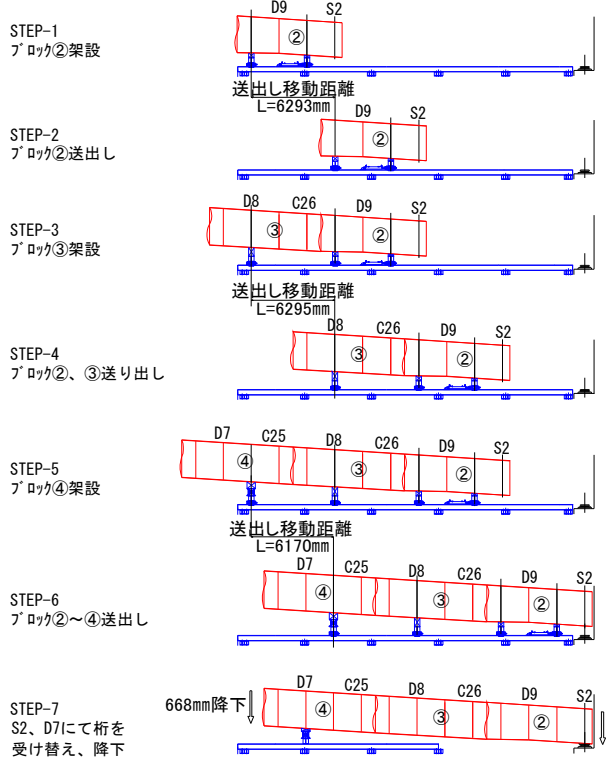 D9 S2
STEP-1
ブロック②架設
②
送出し移動距離
L=6293mm
D9 S2
STEP-2
ブロック②送出し
②
D8 C26 D9 S2
STEP-3
ブロック③架設
③ ②
送出し移動距離
L=6295mm
D8 C26 D9 S2
STEP-4
ブロック②、③送り出し
③ ②
D7 C25 D8 C26 D9 S2
STEP-5
ブロック④架設
④ ③ ②
送出し移動距離
L=6170mm
D7 C25 D8 C26 D9 S2
STEP-6
ブロック②～④送出し
④ ③ ②
D7 C25 D8 C26 D9 S2
668mm降下
STEP-7
S2、D7にて桁を
受け替え、降下
④ ③ ②